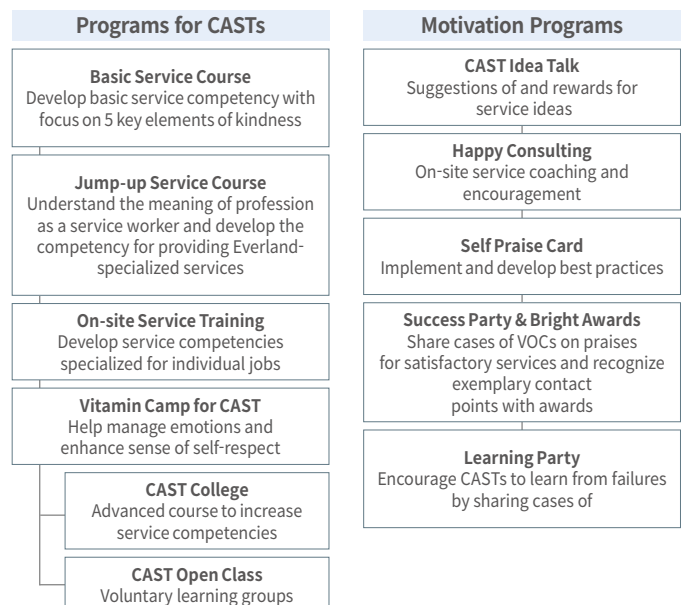 Programs for CASTs
Basic Service Course
Develop basic service competency with
focus on 5 key elements of kindness
Jump-up Service Course
Understand the meaning of profession
as a service worker and develop the
competency for providing Everland-
specialized services
On-site Service Training
Develop service competencies
specialized for individual jobs
Vitamin Camp for CAST
Help manage emotions and
enhance sense of self-respect
CAST College
Advanced course to increase
service competencies
CAST Open Class
Voluntary learning groups
Motivation Programs
CAST Idea Talk
Suggestions of and rewards for
service ideas
Happy Consulting
On-site service coaching and
encouragement
Self Praise Card
Implement and develop best practices
Success Party & Bright Awards
Share cases of VOCs on praises
for satisfactory services and recognize
exemplary contact
points with awards
Learning Party
Encourage CASTs to learn from failures
by sharing cases of